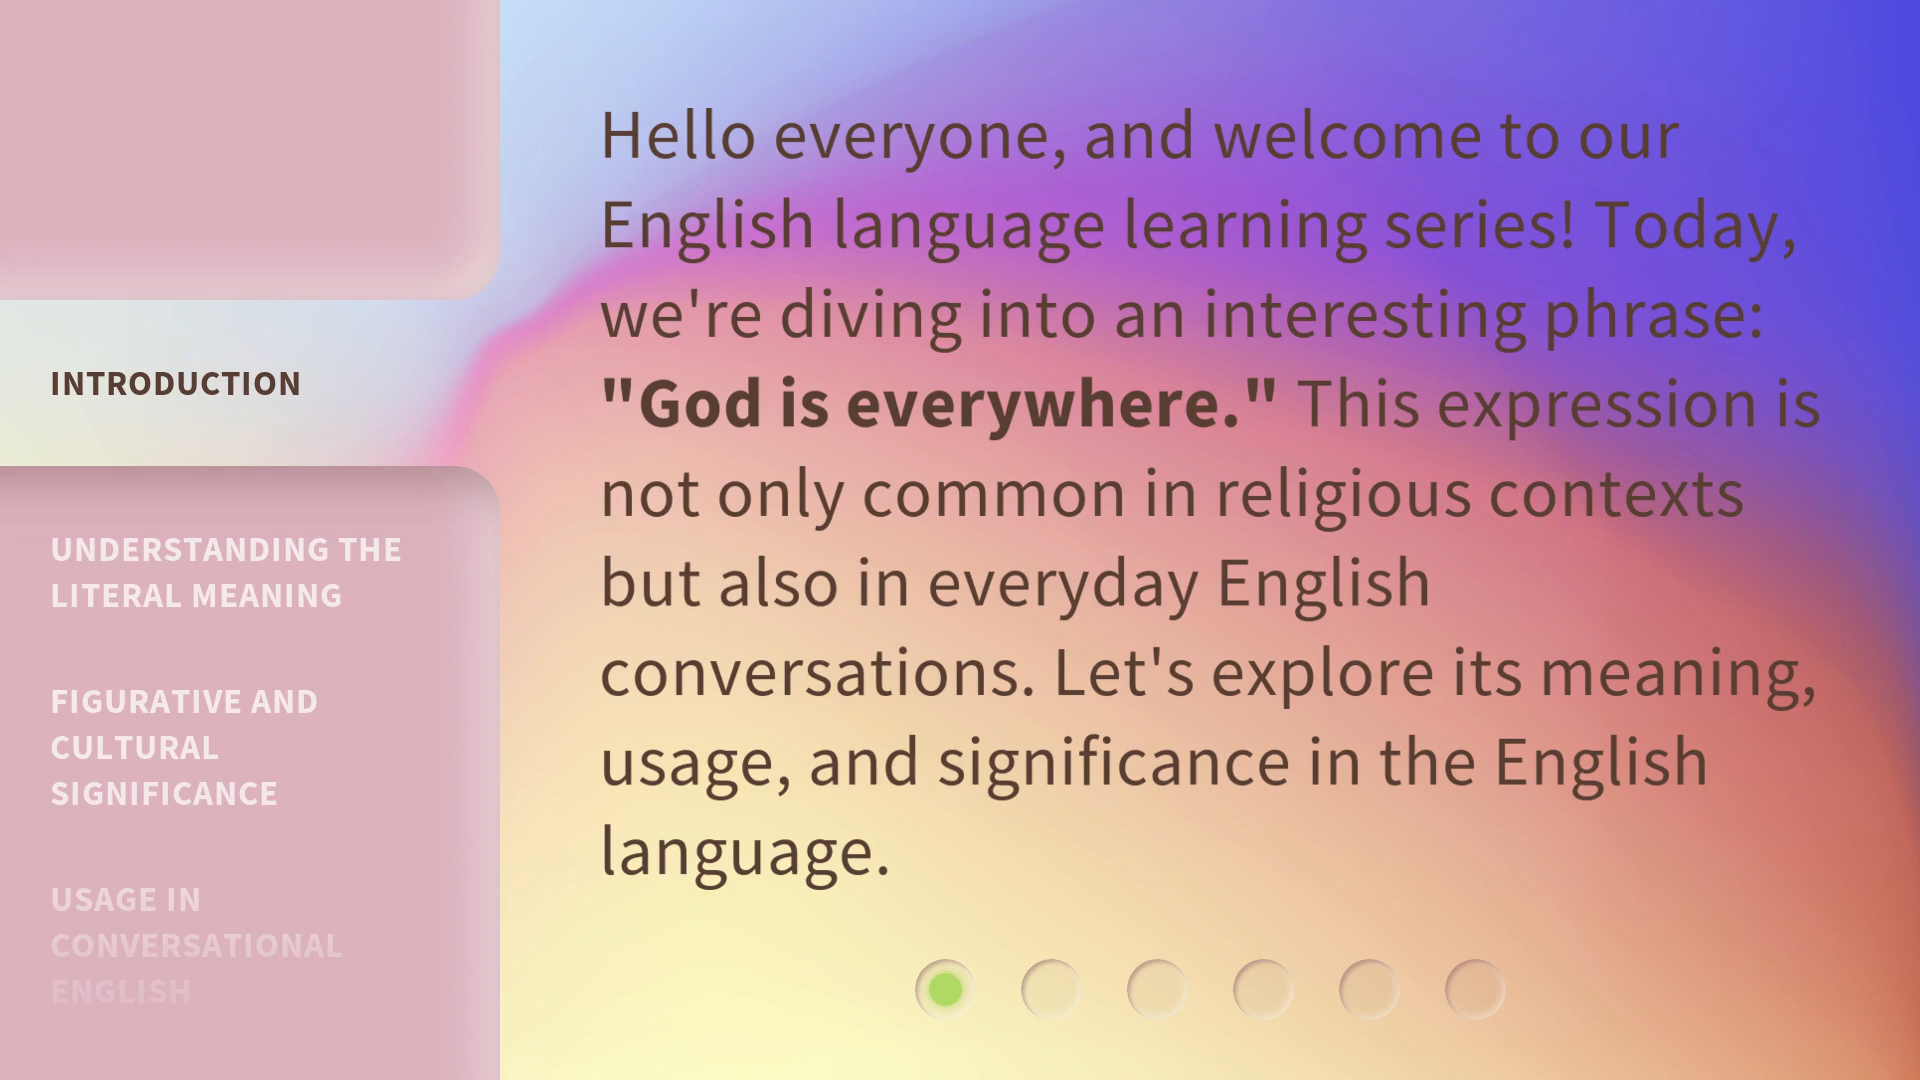 INTRODUCTION
UNDERSTANDING THE
LITERAL MEANING
FIGURATIVE AND
CULTURAL
SIGNIFICANCE
USAGE IN
CONVERSATIONAL
ENGLISH
Hello everyone, and welcome to our
English language learning series! Today,
we're diving into an interesting phrase:
"God is everywhere." This expression is
not only common in religious contexts
but also in everyday English
conversations. Let's explore its meaning,
usage, and significance in the English
language.